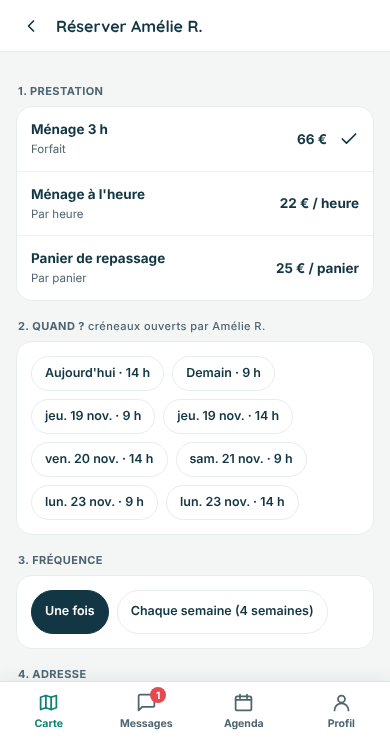 Réserver Amélie R.
1. PRESTATION
Ménage 3 h
66 €
Forfait
Ménage à l'heure
22 € / heure
Par heure
Panier de repassage
25 € / panier
Par panier
2. QUAND ? créneaux ouverts par Amélie R.
Aujourd'hui · 14 h
Demain · 9 h
jeu. 19 nov. · 9 h
jeu. 19 nov. · 14 h
ven. 20 nov. · 14 h
sam. 21 nov. · 9 h
lun. 23 nov. · 9 h
lun. 23 nov. · 14 h
3. FRÉQUENCE
Une fois
Chaque semaine (4 semaines)
4. ADRESSE
1
Carte
Messages
Agenda
Profil